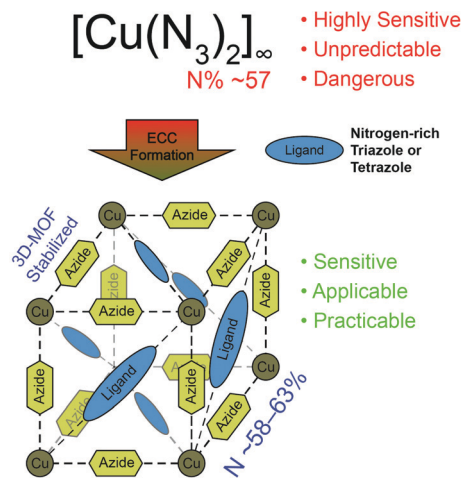 [Cu(N3)2]∞
N% ~57
• Highly Sensitive
• Unpredictable
• Dangerous
ECC
Formation
Ligand
Nitrogen-rich
Triazole or
Tetrazole
3D-MOF
Stabilized
Cu
Azide
Cu
Azide
Azide
Azide
Azide
Cu
Azide
Cu
Ligand
Azide
Azide
Azide
Ligand
Azide
Cu
Azide
Azide
Cu
Azide
Cu
N ~58–63%
• Sensitive
• Applicable
• Practicable